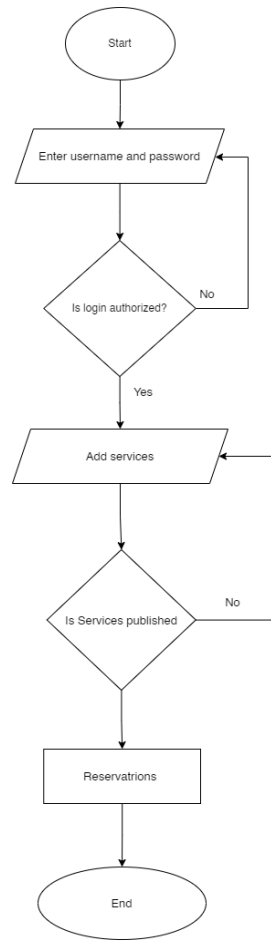 Start
Enter username and password
Is login authorized?
No
Yes
Add services
Is Services published
No
Reservatrions
End